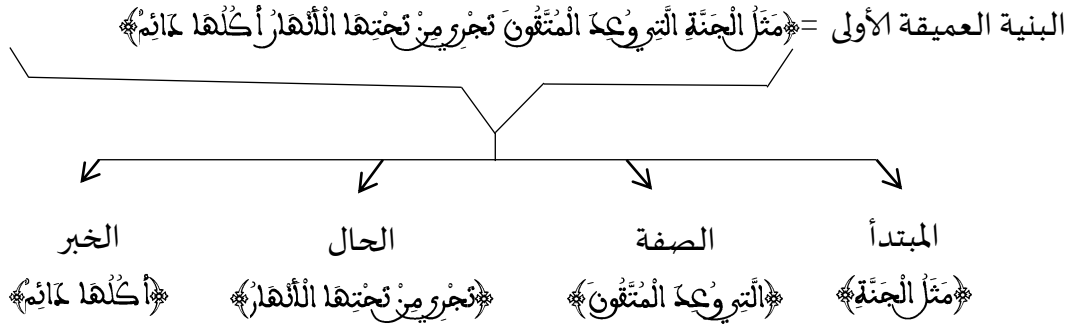 البنية العميقة الأولى =﴿مَثَلُ الْجَنَّةِ الَّتِي وُعِدَ الْمُتَّقُونَ تَجْرِي مِنْ تَحْتِهَا الْأَنْهَارُ أُكُلُهَا دَائِمٌ﴾
المبتدأ الصفة الحال الخبر
﴿مَثَلُ الْجَنَّةِ﴾ ﴿الَّتِي وُعِدَ الْمُتَّقُونَ﴾ ﴿تَجْرِي مِنْ تَحْتِهَا الْأَنْهَارُ﴾ ﴿أُكُلُهَا دَائِمٌ﴾